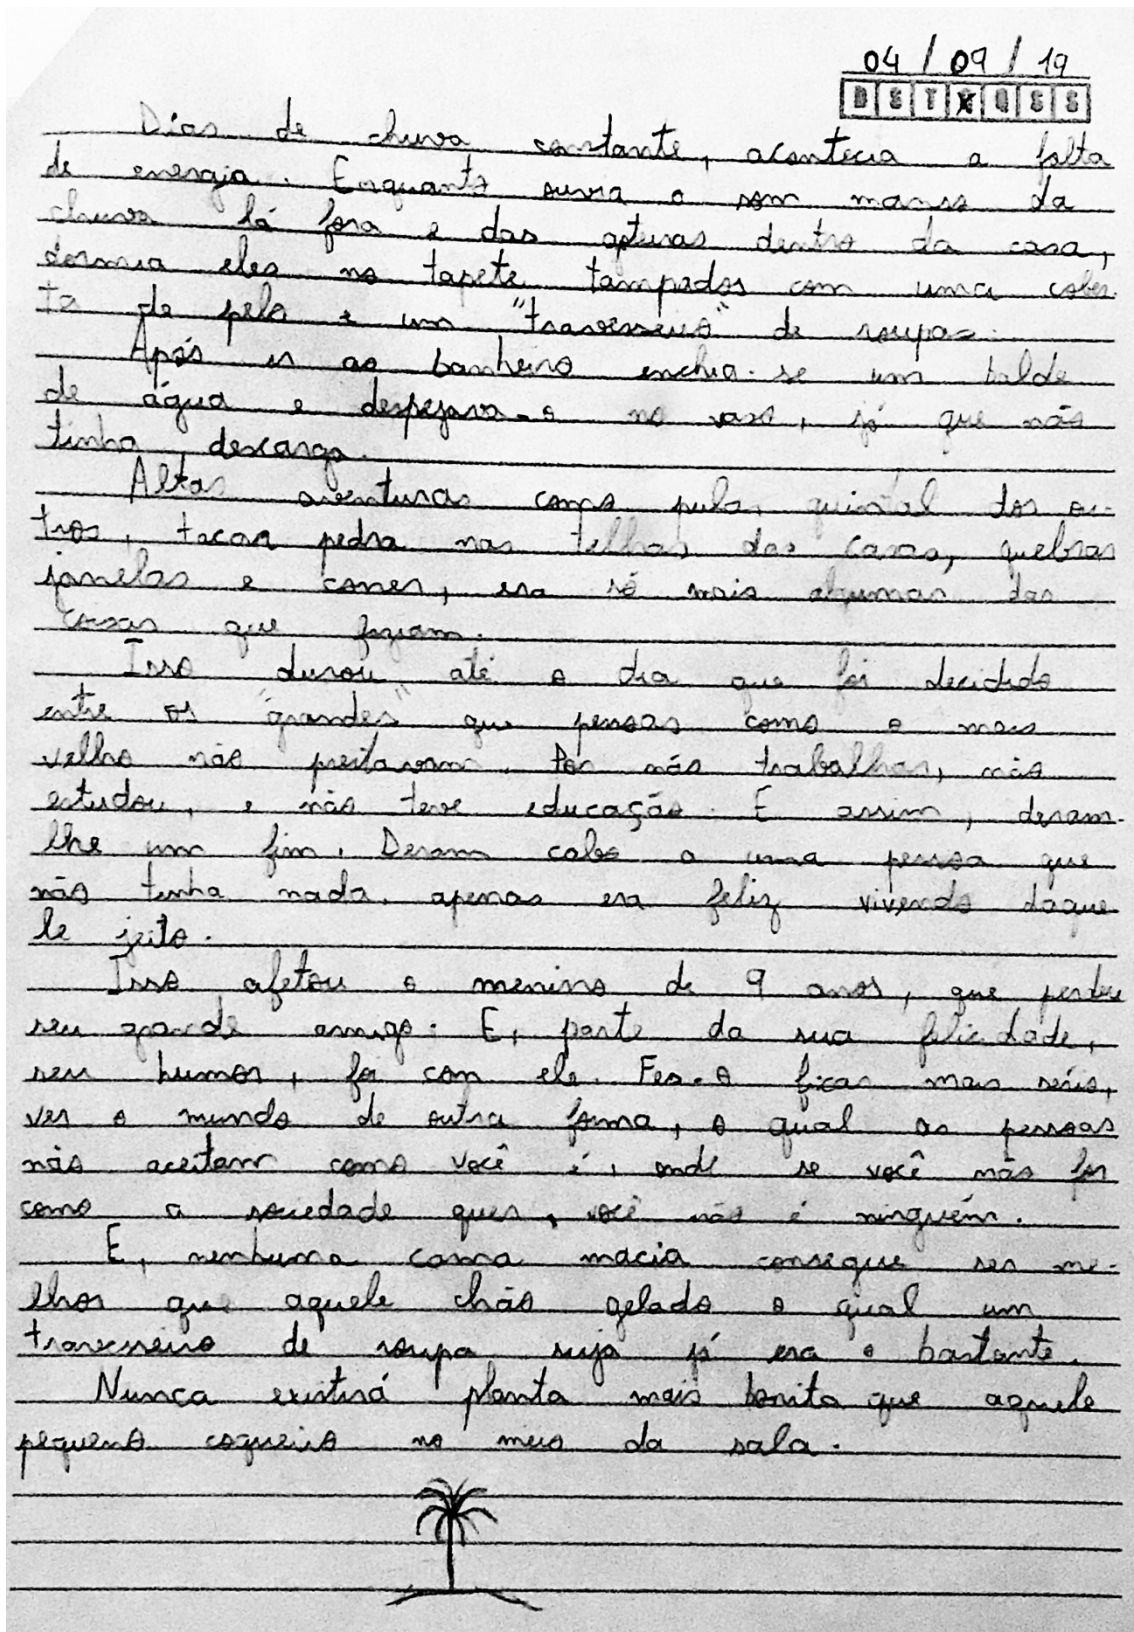 04 / 09 / 19
D S T Q S S
Dias de chuva constante, acontecia a falta
de energia. Enquanto ouvia o som manso da
chuva lá fora e das goteiras dentro da casa,
dormia eles no tapete tampados com uma cober-
ta de pelo e um "travesseiro" de roupas.
Após ir ao banheiro enchia-se um balde
de água e despejava-o no vaso, já que não
tinha descarga.
Altas aventuras como pular quintal dos ou-
tros, tacar pedra nas telhas das casas, quebrar
janelas e correr, era só mais algumas das
coisas que faziam.
Isso durou até o dia que foi decidido
entre os "grandes" que pessoas como o mais
velho não prestavam. Por não trabalhar, não
estudou, e não teve educação. E assim, deram-
lhe um fim. Deram cabo a uma pessoa que
não tinha nada, apenas era feliz vivendo daque-
le jeito.
Isso afetou o menino de 9 anos, que perdeu
seu grande amigo. E, parte da sua felicidade,
seu humor, foi com ele. Fez-o ficar mais sério,
ver o mundo de outra forma, o qual as pessoas
não aceitam como você é, onde se você não for
como a sociedade quer, você não é ninguém.
E, nenhuma cama macia consegue ser me-
lhor que aquele chão gelado o qual um
travesseiro de roupa suja já era o bastante.
Nunca existirá planta mais bonita que aquele
pequeno coqueiro no meio da sala.